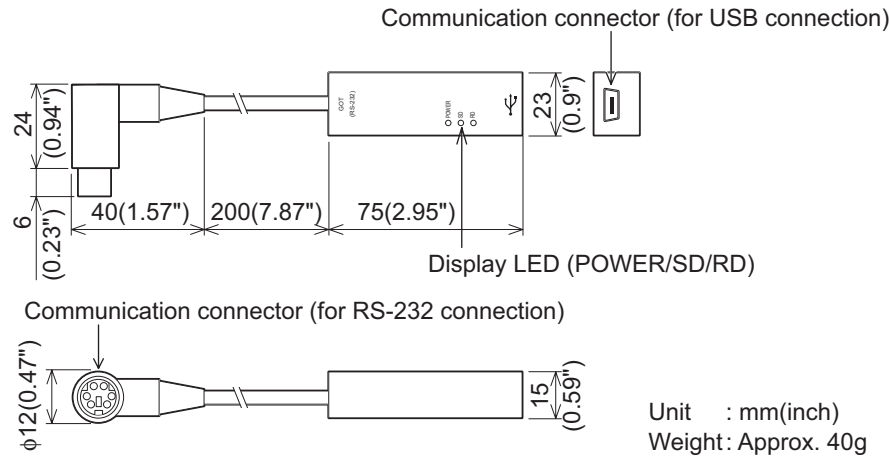 Communication connector (for USB connection)
GOT
(RS-232)
POWER
SD
RD
24
(0.94")
23
(0.9")
6
(0.23")
40(1.57")
200(7.87")
75(2.95")
Display LED (POWER/SD/RD)
Communication connector (for RS-232 connection)
ϕ12(0.47")
15
(0.59")
Unit : mm(inch)
Weight : Approx. 40g